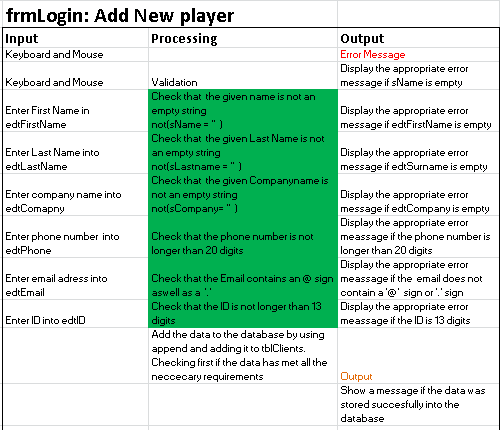 frmLogin: Add New player
Input Processing Output
Keyboard and Mouse Error Message
Keyboard and Mouse
Validation
Display the appropriate error
message if sName is empty
Enter First Name in
edtFirstName
Check that the given name is not an
empty string
not(sName = '' )
Display the appropriate error
message if edtFirstName is empty
Enter Last Name into
edtLastName
Check that the given Last Name is not
an empty string
not(sLastname = '' )
Display the appropriate error
message if edtSurname is empty
Enter company name into
edtComapny
Check that the given Companyname is
not an empty string
not(sCompany= '' )
Display the appropriate error
message if edtCompany is empty
Enter phone number into
edtPhone
Check that the phone number is not
longer than 20 digits
Display the appropriate error
meassage if the phone number is
longer than 20 digits
Enter email adress into
edtEmail
Check that the Email contains an @ sign
aswell as a '.'
Display the appropriate error
meassage if the email does not
contain a '@' sign or '.' sign
Enter ID into edtID
Check that the ID is not longer than 13
digits
Display the appropriate error
meassage if the ID is 13 digits
Add the data to the database by using
append and adding it to tblClients.
Checking first if the data has met all the
neccecary requirements
Output
Show a message if the data was
stored succesfully into the
database